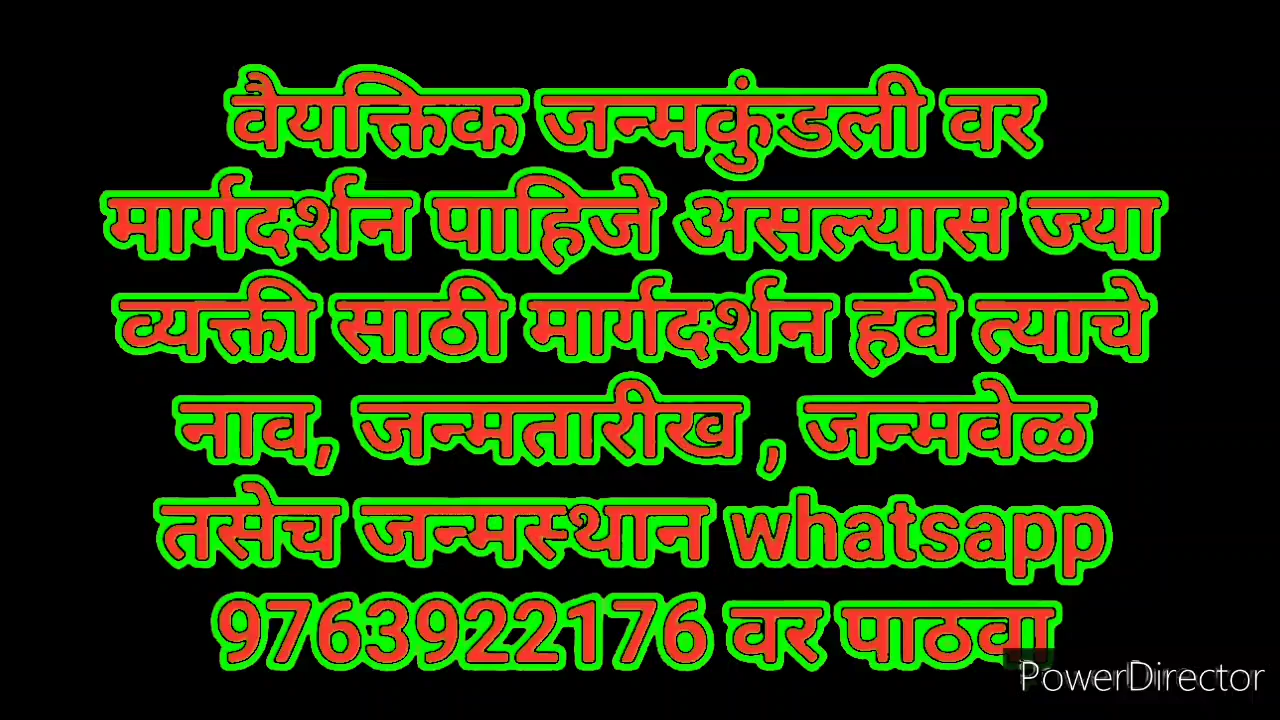 वैयक्तिक जन्मकुंडली वर
मार्गदर्शन पाहिजे असल्यास ज्या
व्यक्ती साठी मार्गदर्शन हवे त्याचे
नाव, जन्मतारीख , जन्मवेळ
तसेच जन्मस्थान whatsapp
9763922176 वर पाठवा
PowerDirector